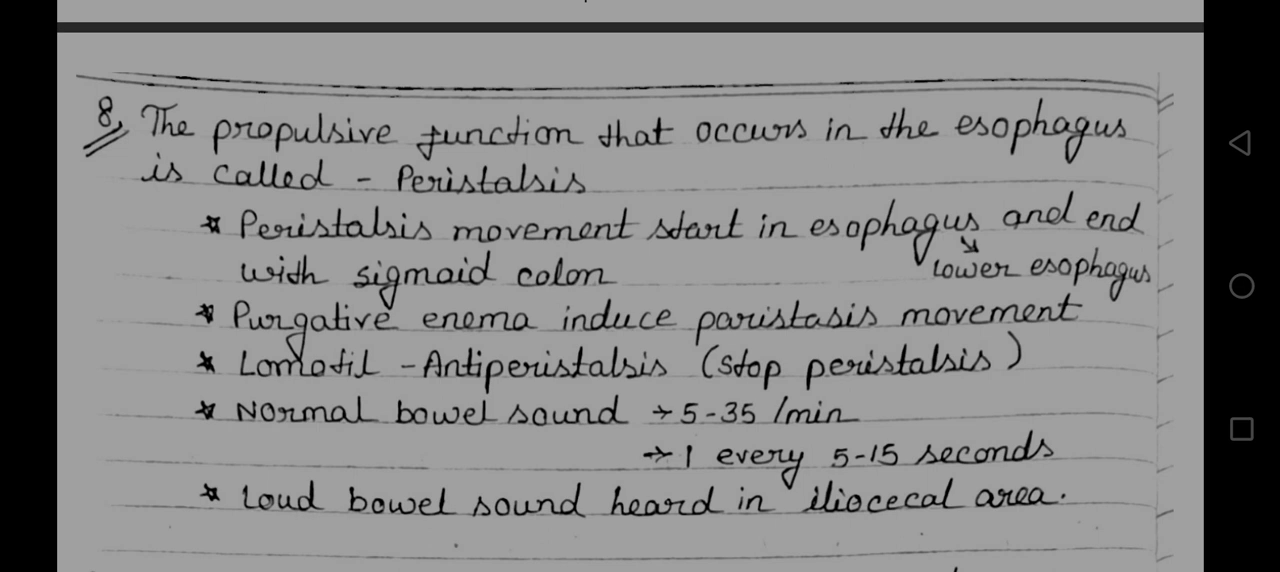 8, The propulsive function that occurs in the esophagus
is called - Peristalsis
* Peristalsis movement start in esophagus and end
↘ lower esophagus
with sigmaid colon
* Purgative enema induce paristasis movement
* Lomotil - Antiperistalsis (stop peristalsis)
* Normal bowel sound → 5-35 /min
→ 1 every 5-15 seconds
* Loud bowel sound heard in iliocecal area.